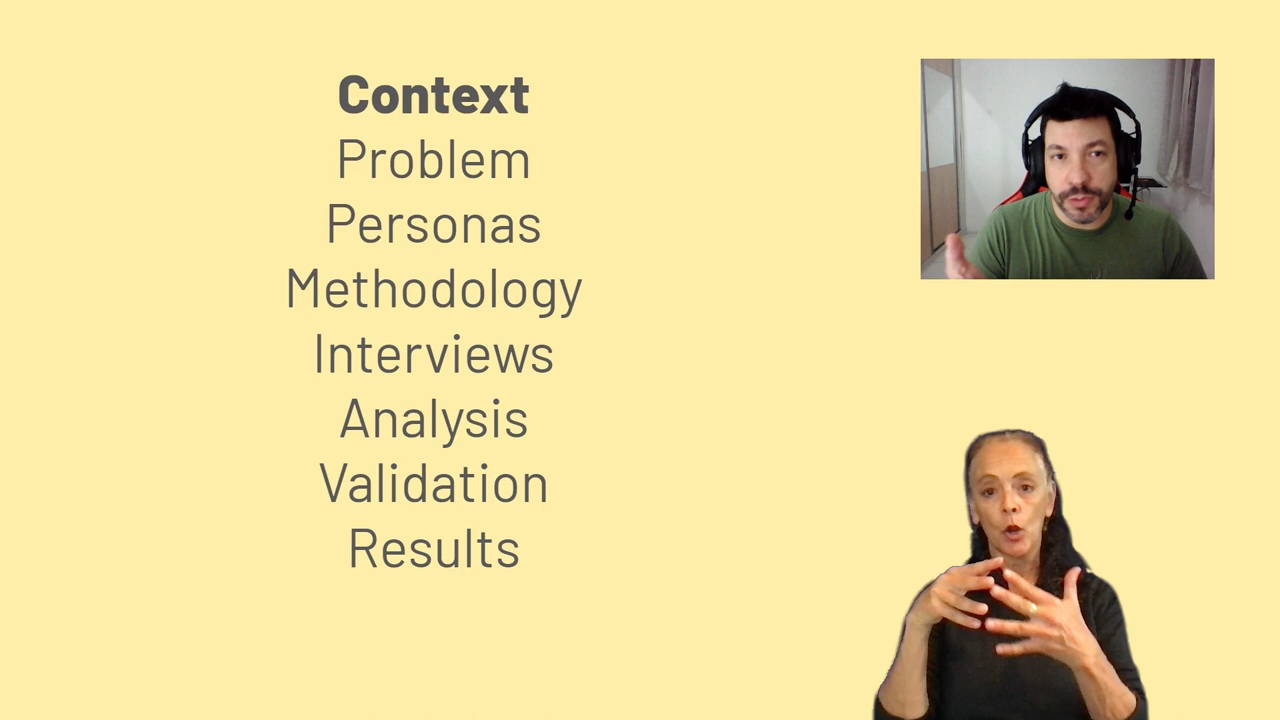 Context
Problem
Personas
Methodology
Interviews
Analysis
Validation
Results